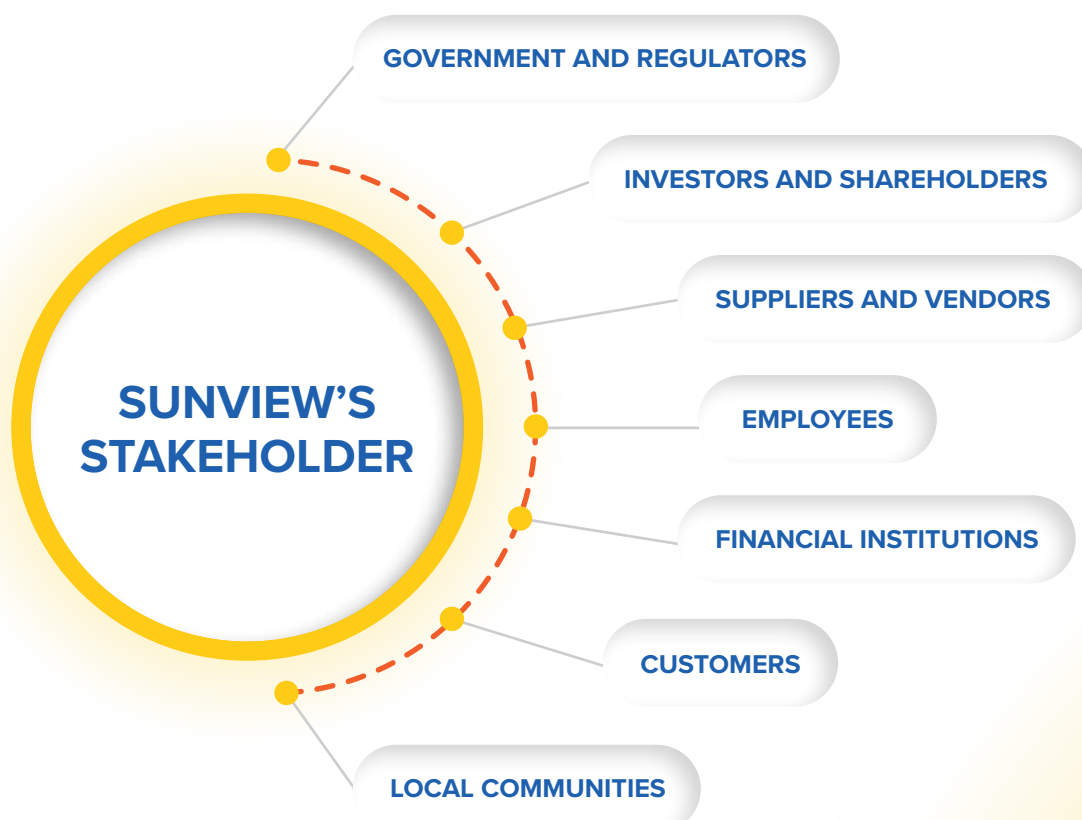 GOVERNMENT AND REGULATORS
INVESTORS AND SHAREHOLDERS
SUPPLIERS AND VENDORS
SUNVIEW’S
STAKEHOLDER
EMPLOYEES
FINANCIAL INSTITUTIONS
CUSTOMERS
LOCAL COMMUNITIES